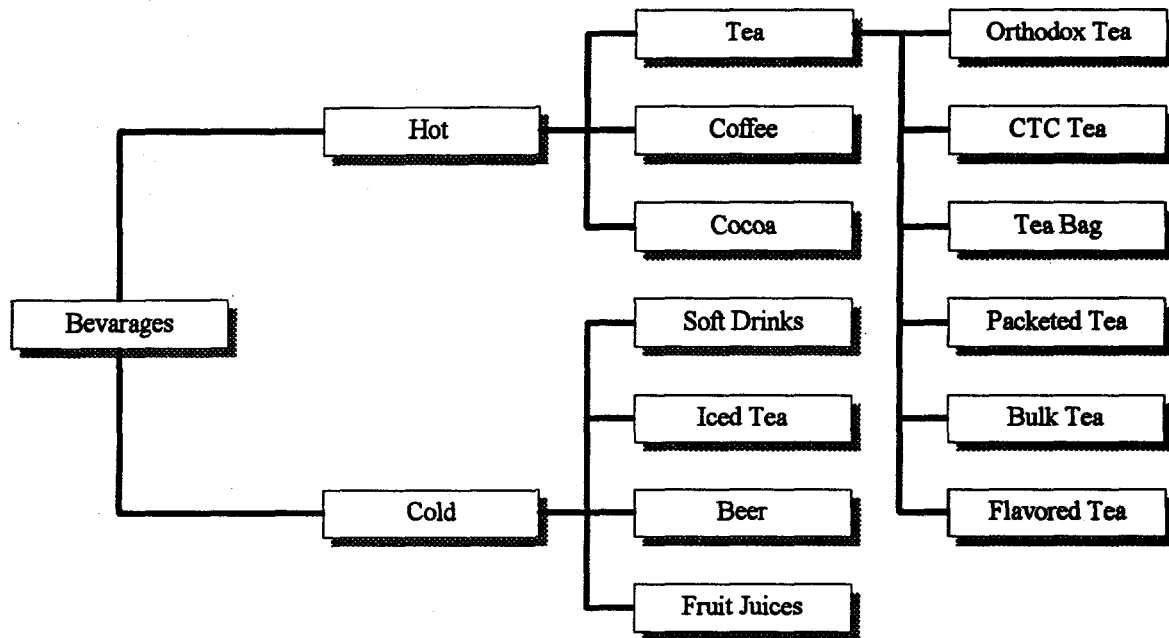 Tea
Orthodox Tea
Hot
Coffee
CTC Tea
Cocoa
Tea Bag
Bevarages
Soft Drinks
Packeted Tea
Iced Tea
Bulk Tea
Cold
Beer
Flavored Tea
Fruit Juices